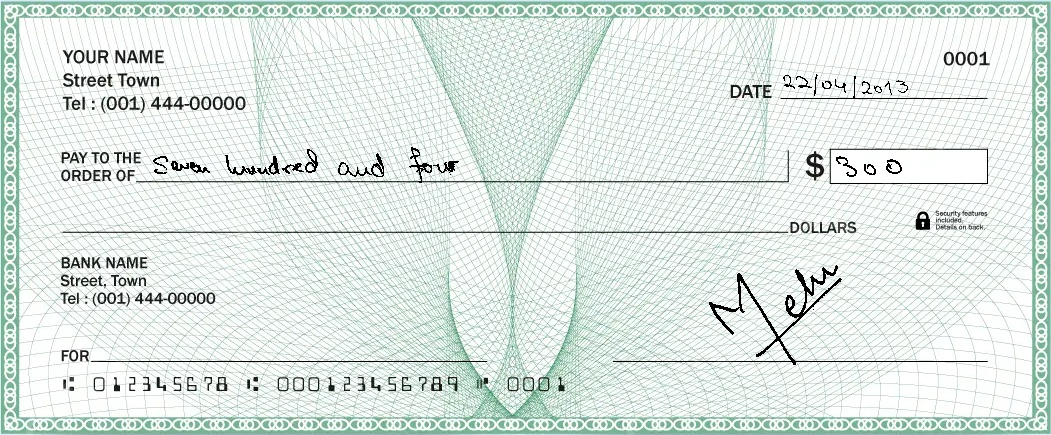 YOUR NAME
Street Town
Tel : (001) 444-00000
0001
DATE 22/04/2013
PAY TO THE
ORDER OF Seven hundred and four
$ 300
DOLLARS
Security features
included.
Details on back.
BANK NAME
Street, Town
Tel : (001) 444-00000
FOR
⑆ 012345678 ⑆ 000123456789 ⑈ 0001